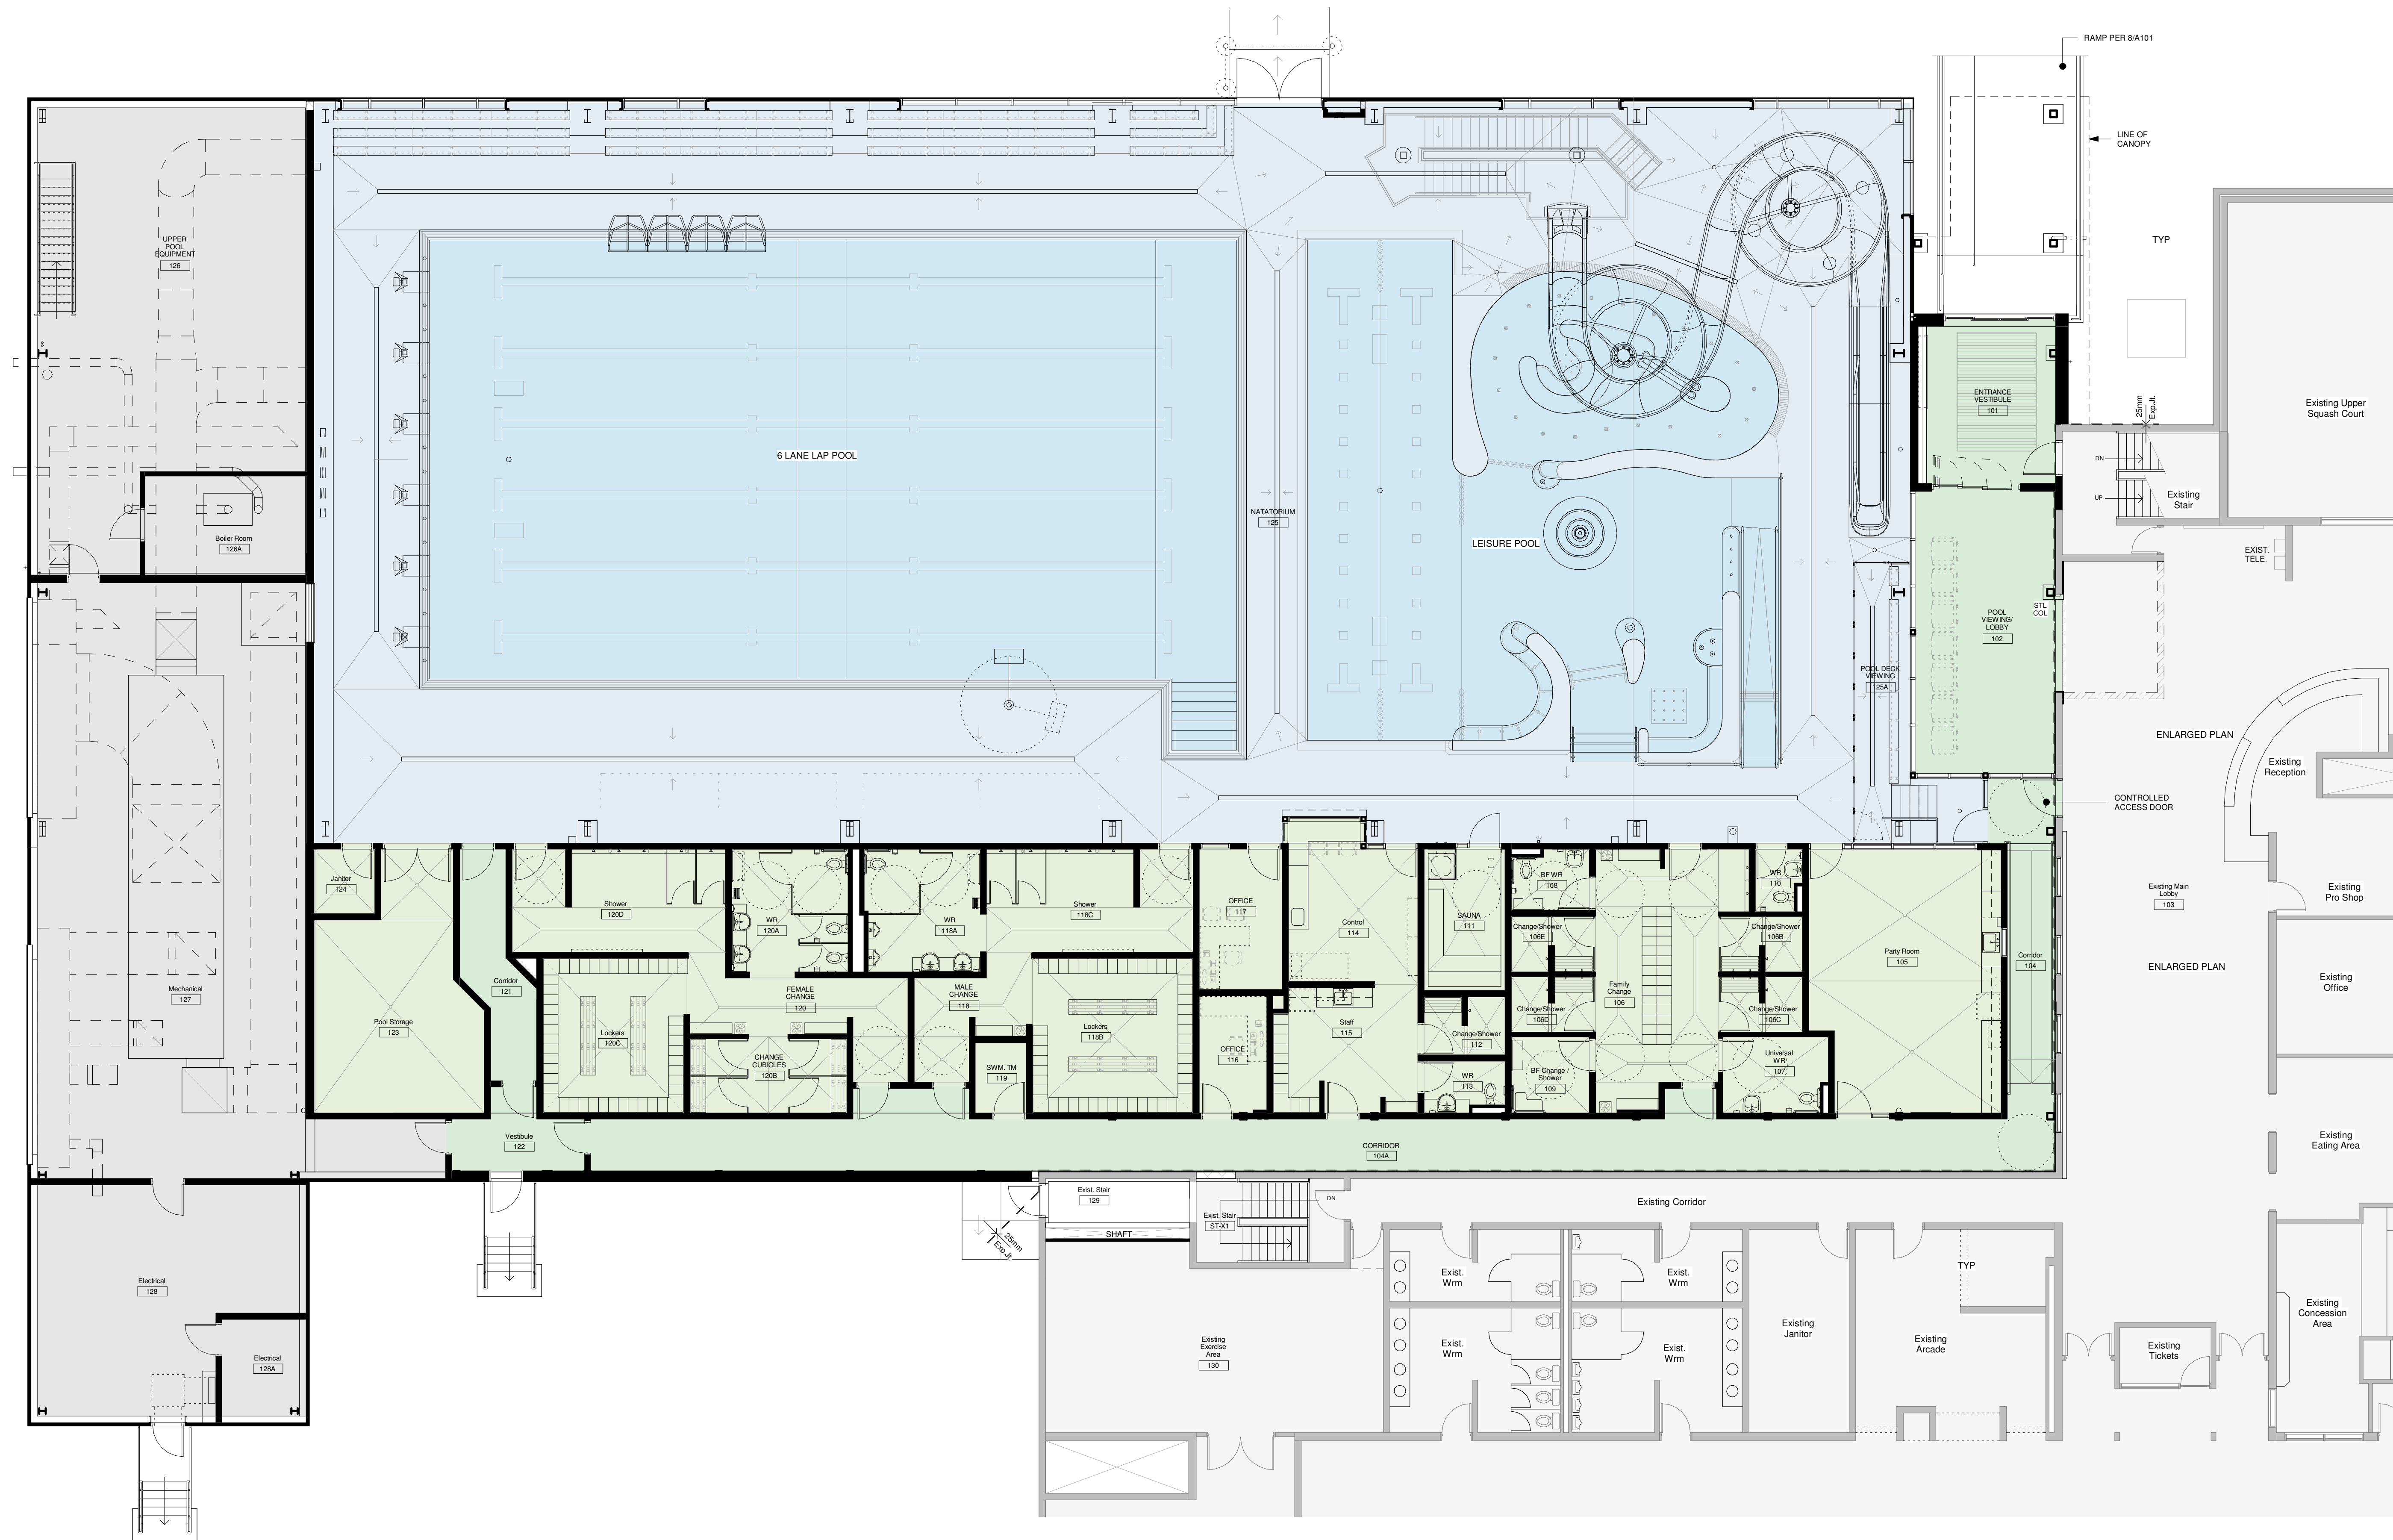 RAMP PER 8/A101
LINE OF
CANOPY
TYP
UPPER
POOL
EQUIPMENT
126
25mm
Exp.Jt.
Existing Upper
Squash Court
ENTRANCE
VESTIBULE
101
6 LANE LAP POOL
DN
UP
Existing
Stair
NATATORIUM
125
Boiler Room
126A
LEISURE POOL
EXIST.
TELE.
STL
COL
POOL
VIEWING/
LOBBY
102
POOL DECK
VIEWING
125A
ENLARGED PLAN
Existing
Reception
CONTROLLED
ACCESS DOOR
Janitor
124
Shower
120D
WR
120A
WR
118A
Shower
118C
OFFICE
117
Control
114
SAUNA
111
BF WR
108
WR
110
Existing Main
Lobby
103
Existing
Pro Shop
Change/Shower
106E
Change/Shower
106B
Party Room
105
Corridor
104
ENLARGED PLAN
Existing
Office
Mechanical
127
Corridor
121
FEMALE
CHANGE
120
MALE
CHANGE
118
Family
Change
106
Pool Storage
123
Lockers
120C
Lockers
118B
Staff
115
Change/Shower
106D
Change/Shower
106C
Change/Shower
112
OFFICE
116
CHANGE
CUBICLES
120B
SWM. TM
119
WR
113
BF Change /
Shower
109
Universal
WR
107
Vestibule
122
CORRIDOR
104A
Existing
Eating Area
Exist. Stair
129
DN
Existing Corridor
Exist. Stair
ST-X1
SHAFT
25mm
Exp.Jt.
Electrical
128
Exist.
Wrm
Exist.
Wrm
TYP
Existing
Concession
Area
Existing
Janitor
Existing
Arcade
Existing
Exercise
Area
130
Exist.
Wrm
Exist.
Wrm
Existing
Tickets
Electrical
128A